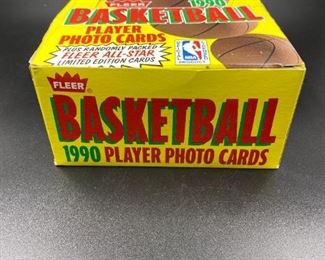 FLEER 1990
BASKETBALL
PLAYER
PHOTO CARDS
PLUS RANDOMLY PACKED
FLEER ALL-STAR
LIMITED EDITION CARDS
NBA
FLEER
BASKETBALL
1990 PLAYER PHOTO CARDS